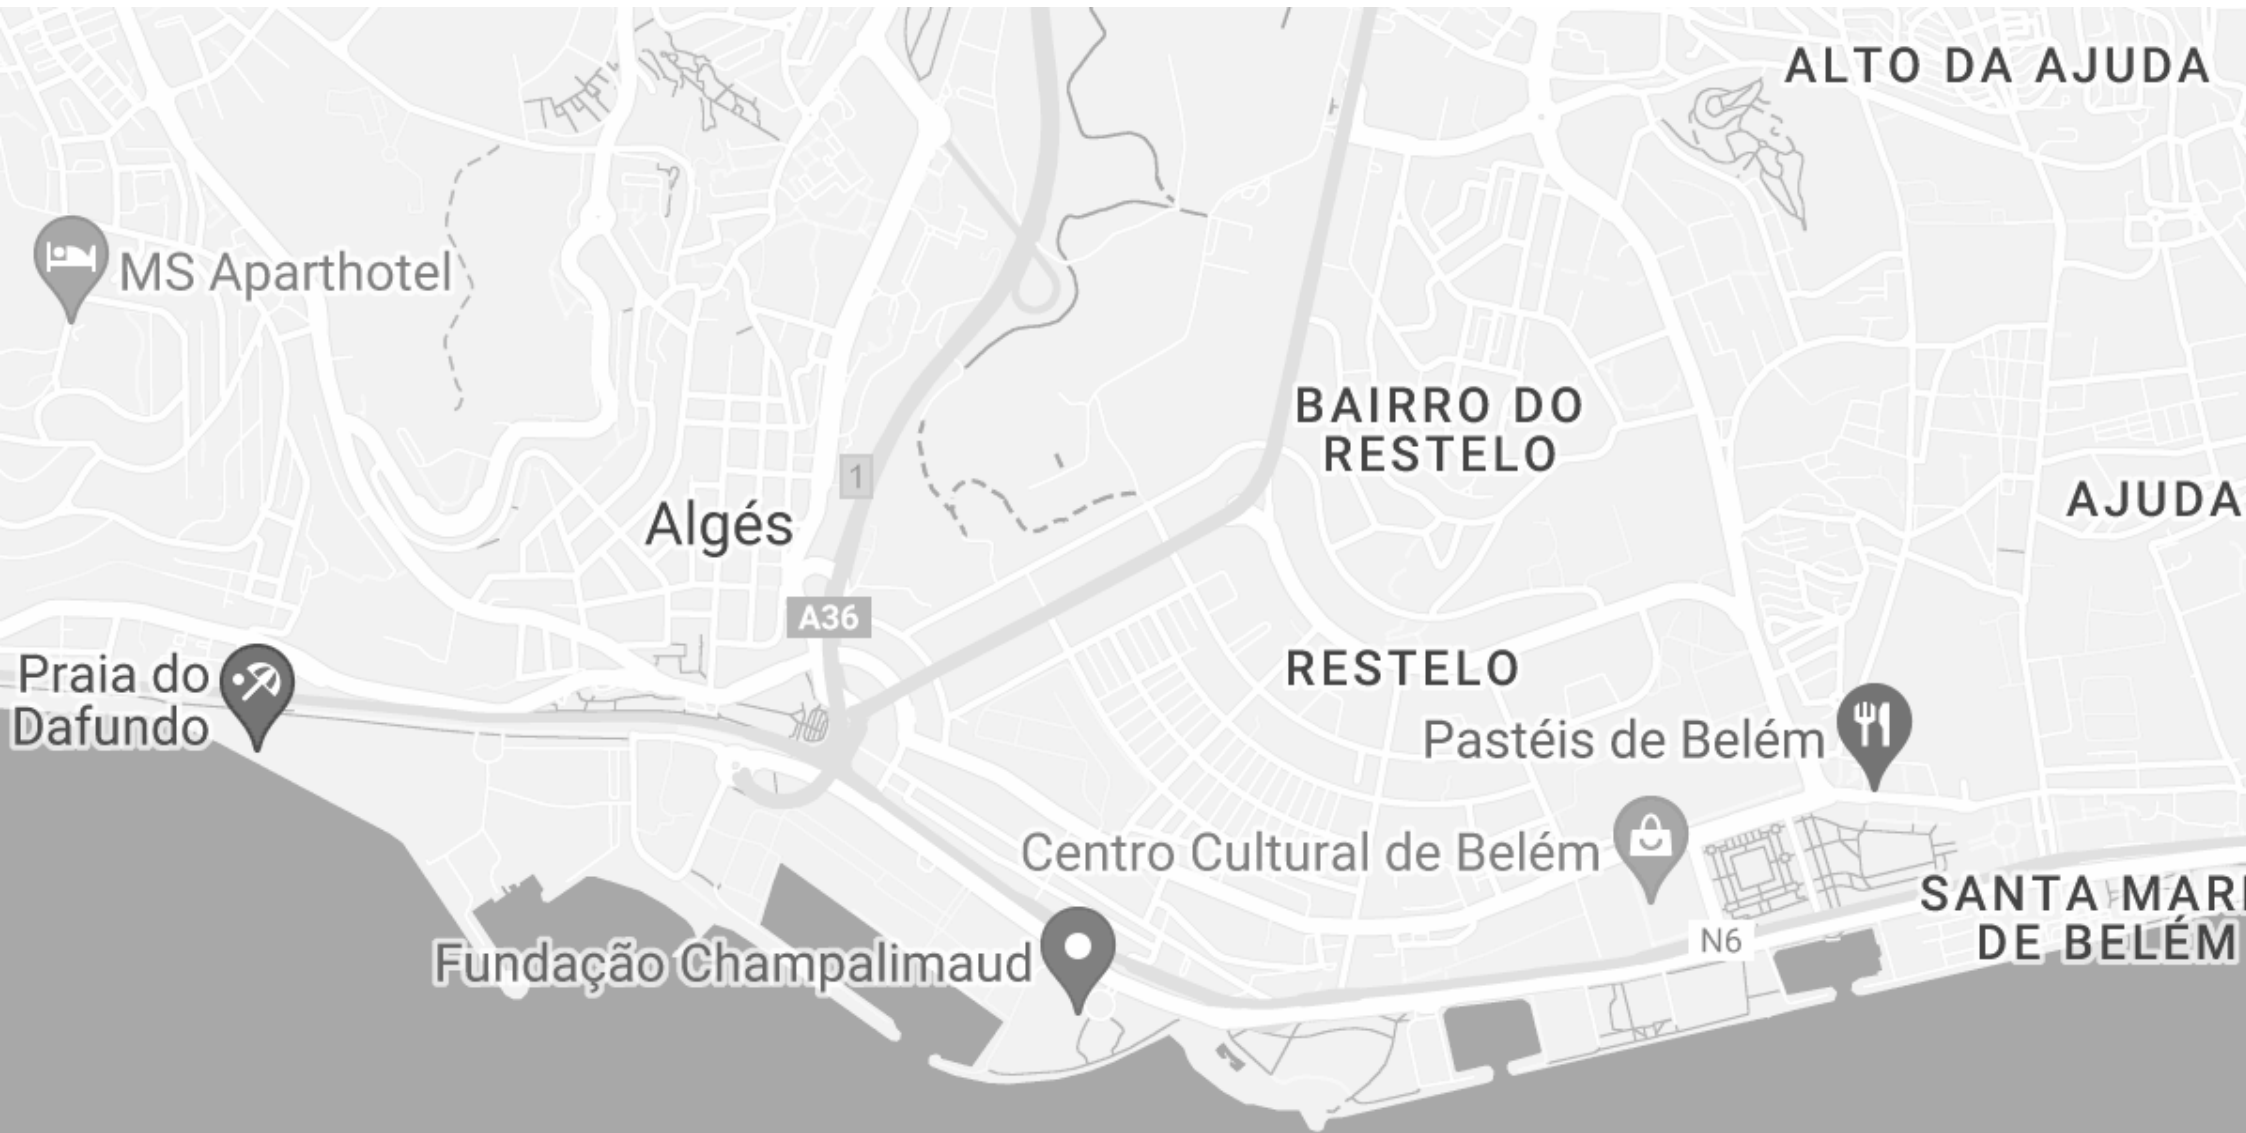 ALTO DA AJUDA
MS Aparthotel
BAIRRO DO
RESTELO
1
Algés
AJUDA
A36
Praia do
Dafundo
RESTELO
Pastéis de Belém
Centro Cultural de Belém
SANTA MARI
DE BELÉM
N6
Fundação Champalimaud